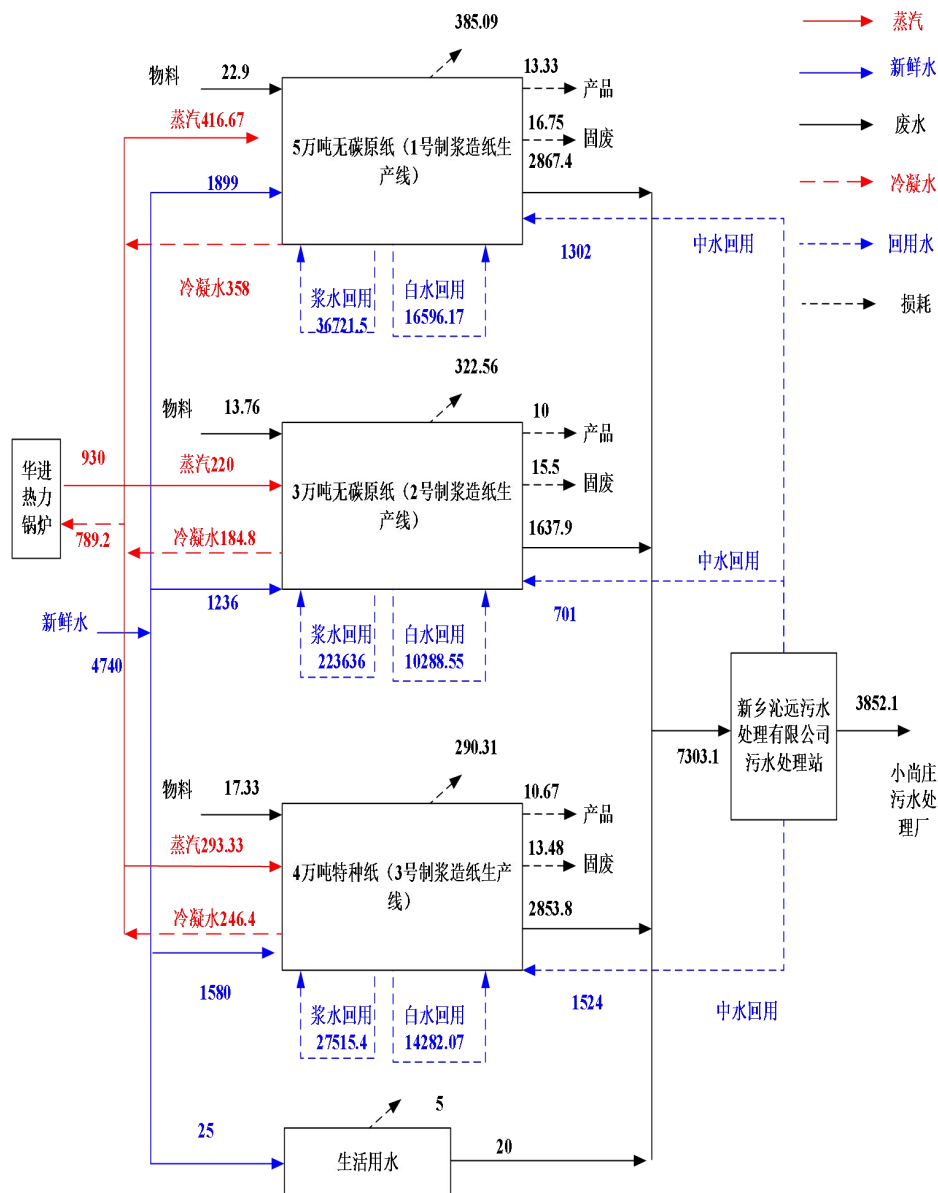 385.09
蒸汽
物料
22.9
13.33
产品
新鲜水
蒸汽416.67
16.75
固废
废水
5万吨无碳原纸（1号制浆造纸生
产线）
2867.4
1899
冷凝水
1302
中水回用
回用水
冷凝水358
浆水回用
36721.5
白水回用
16596.17
损耗
322.56
物料
13.76
10
产品
华进
热力
锅炉
930
蒸汽220
15.5
固废
3万吨无碳原纸（2号制浆造纸生
产线）
789.2
冷凝水184.8
1637.9
中水回用
1236
701
新鲜水
4740
浆水回用
223636
白水回用
10288.55
新乡沁远污水
处理有限公司
污水处理站
3852.1
7303.1
小尚庄
污水处
理厂
290.31
物料
17.33
10.67
产品
蒸汽293.33
13.48
固废
4万吨特种纸（3号制浆造纸生产
线）
冷凝水246.4
2853.8
1580
1524
中水回用
浆水回用
27515.4
白水回用
14282.07
5
25
生活用水
20